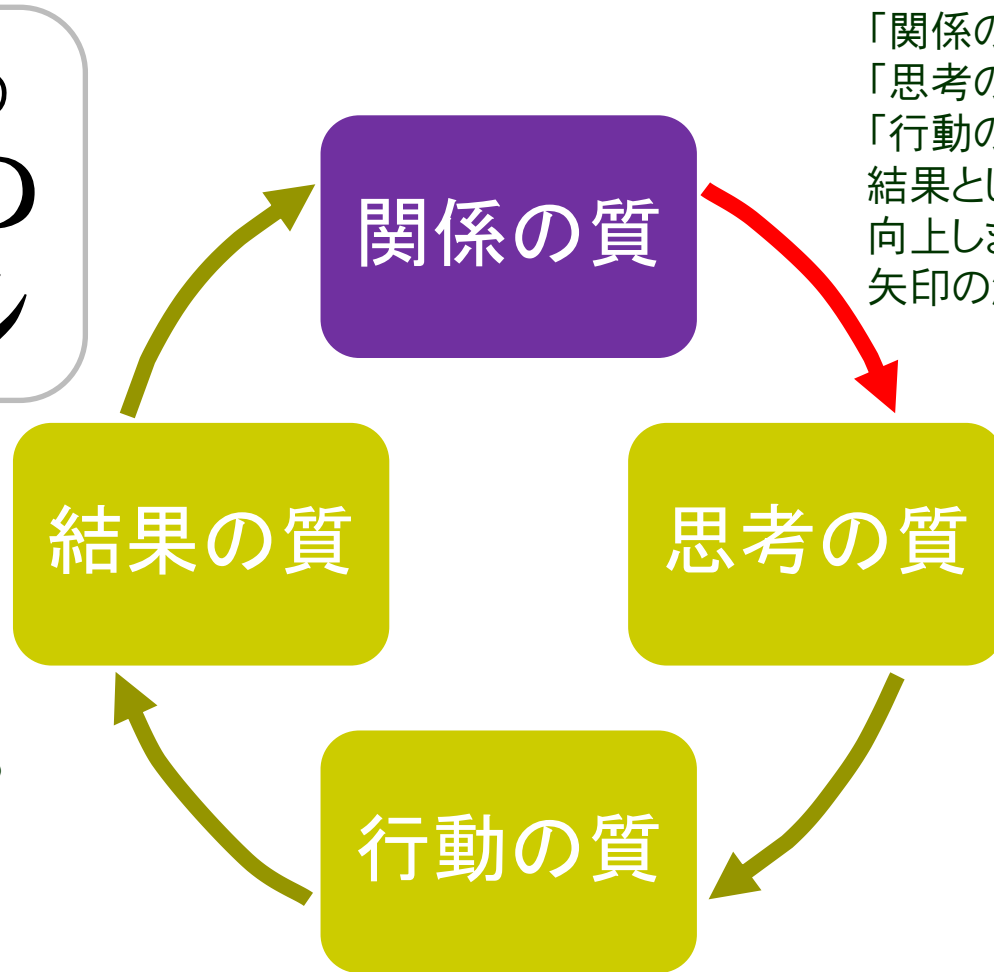 「関係の
「思考の
「行動の
結果とし
向上しま
矢印の
関係の質
思考の質
結果の質
行動の質